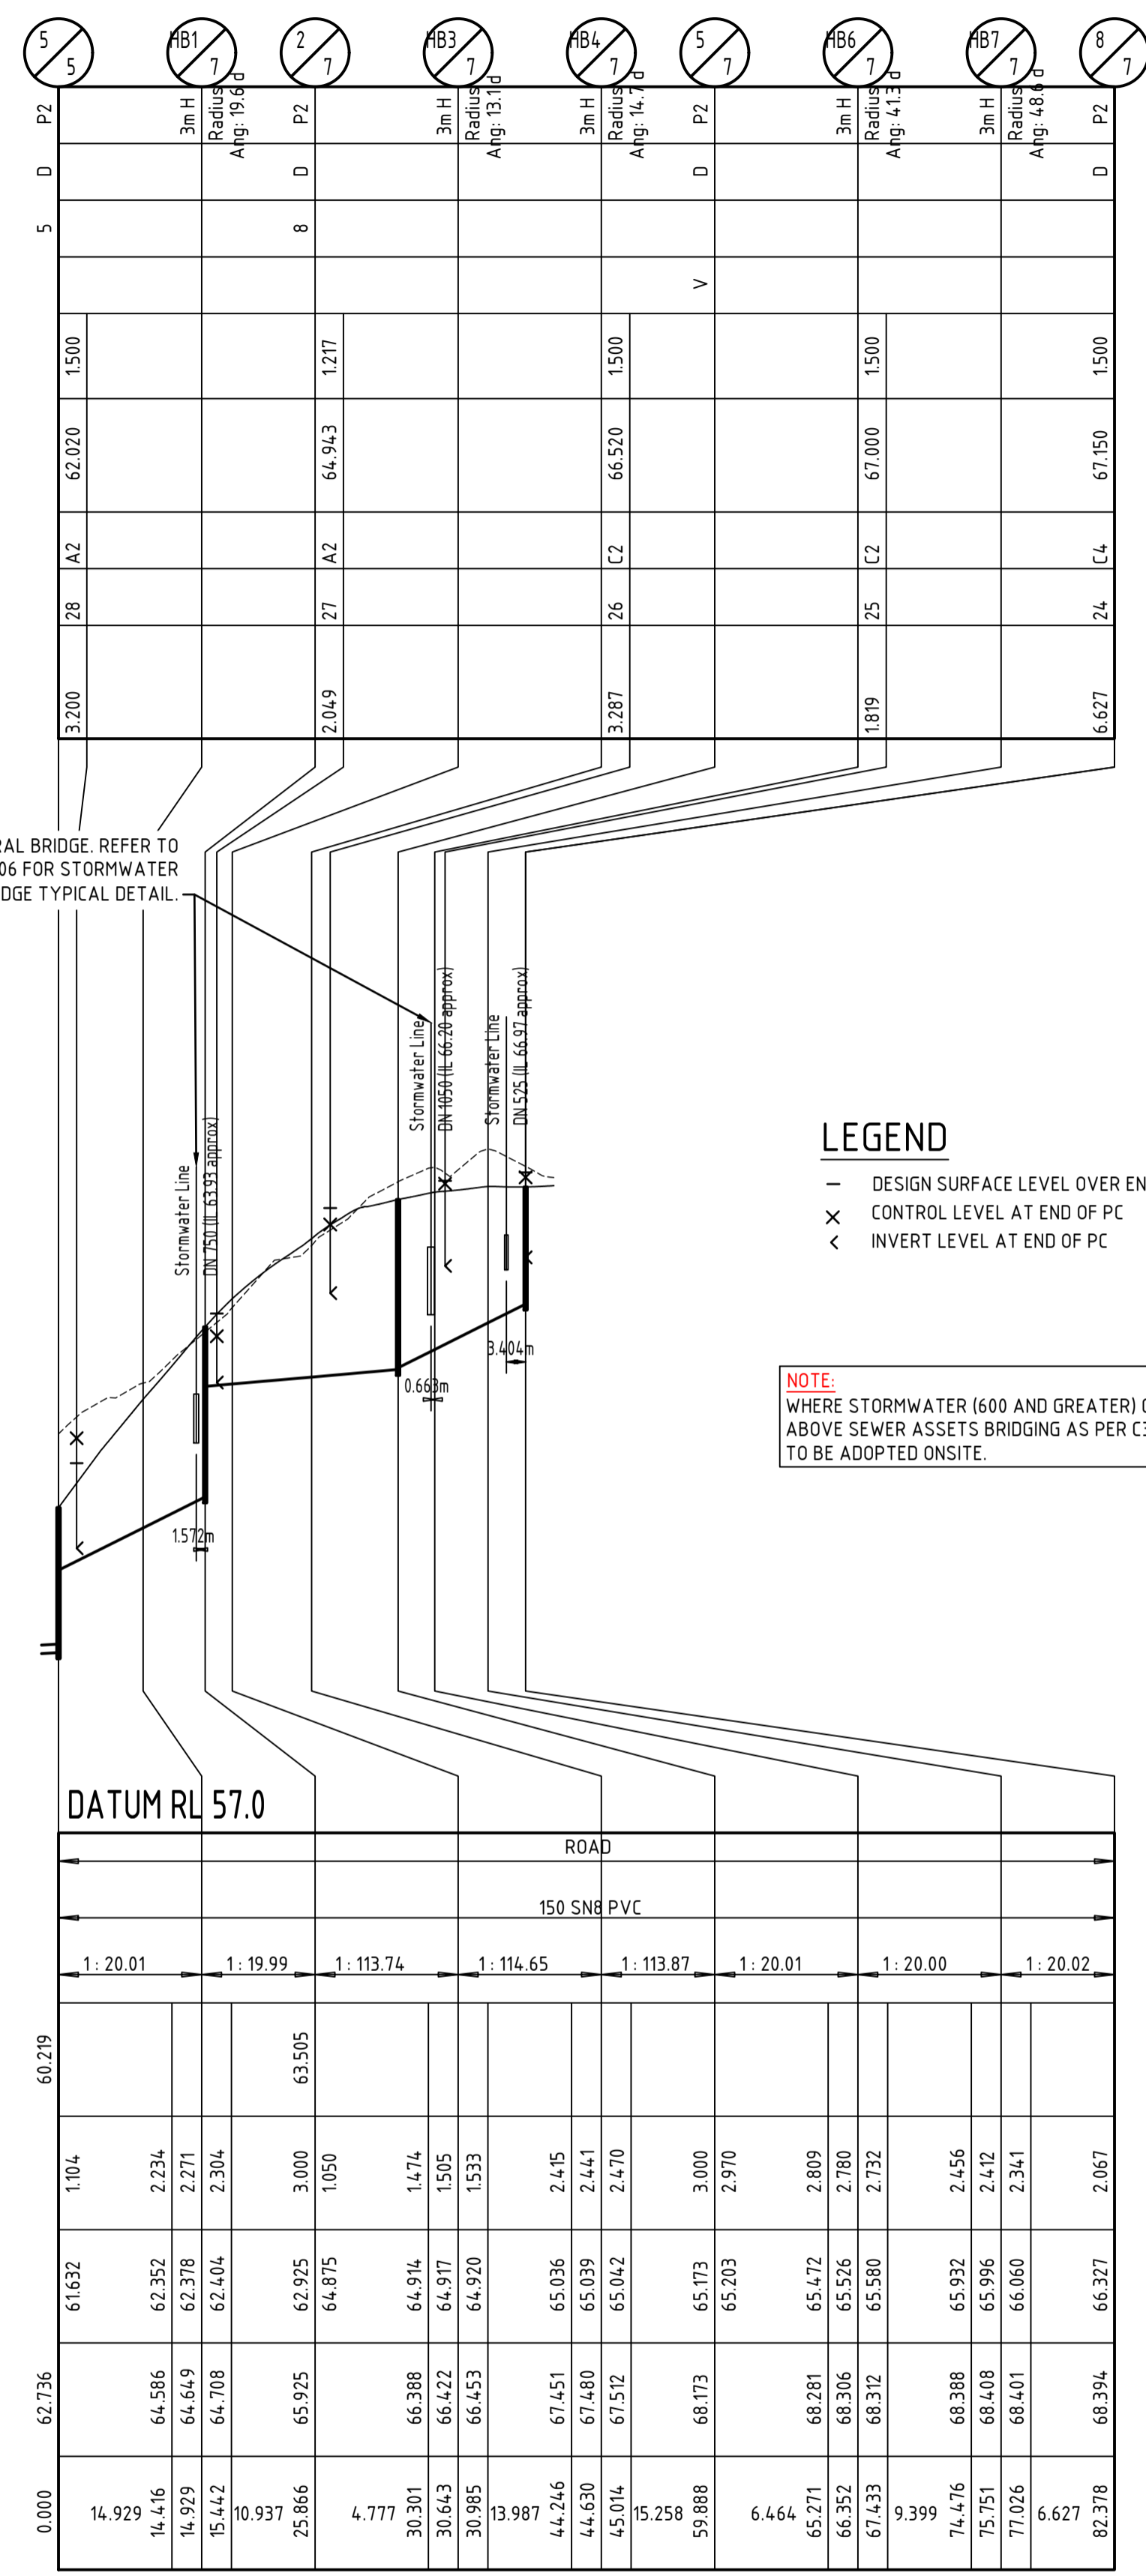 5
5
HB1
7
2
7
HB3
7
HB4
7
5
7
HB6
7
HB7
7
8
7
P2
3m H
Radius
Ang: 19.6 d
P2
3m H
Radius
Ang: 13.1 d
3m H
Radius
Ang: 14.7 d
P2
3m H
Radius
Ang: 41.3 d
3m H
Radius
Ang: 48.6 d
P2
D
D
D
D
5
8
V
1.500
1.217
1.500
1.500
1.500
62.020
64.943
66.520
67.000
67.150
A2
A2
C2
C2
C4
28
27
26
25
24
3.200
2.049
3.287
1.819
6.627
RAL BRIDGE. REFER TO
06 FOR STORMWATER
DGE TYPICAL DETAIL.
Stormwater Line
DN 750 (IL 63.93 approx)
Stormwater Line
DN 1050 (IL 66.20 approx)
Stormwater Line
DN 525 (IL 66.97 approx)
LEGEND
DESIGN SURFACE LEVEL OVER EN
CONTROL LEVEL AT END OF PC
INVERT LEVEL AT END OF PC
3.404m
0.663m
1.572m
NOTE:
WHERE STORMWATER (600 AND GREATER)
ABOVE SEWER ASSETS BRIDGING AS PER
TO BE ADOPTED ONSITE.
DATUM RL 57.0
ROAD
150 SN8 PVC
1 : 20.01
1 : 19.99
1 : 113.74
1 : 114.65
1 : 113.87
1 : 20.01
1 : 20.00
1 : 20.02
60.219
63.505
1.104
2.234
2.271
2.304
3.000
1.050
1.474
1.505
1.533
2.415
2.441
2.470
3.000
2.970
2.809
2.780
2.732
2.456
2.412
2.341
2.067
61.632
62.352
62.378
62.404
62.925
64.875
64.914
64.917
64.920
65.036
65.039
65.042
65.173
65.203
65.472
65.526
65.580
65.932
65.996
66.060
66.327
62.736
64.586
64.649
64.708
65.925
66.388
66.422
66.453
67.451
67.480
67.512
68.173
68.281
68.306
68.312
68.388
68.408
68.401
68.394
0.000
14.929
14.416
14.929
15.442
10.937
25.866
4.777
30.301
30.643
30.985
13.987
44.246
44.630
45.014
15.258
59.888
6.464
65.271
66.352
67.433
9.399
74.476
75.751
77.026
6.627
82.378